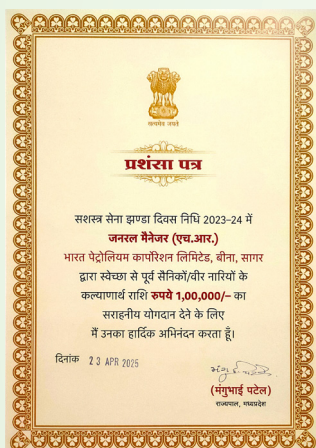 सत्यमेव जयते
प्रशंसा पत्र
सशस्त्र सेना झण्डा दिवस निधि 2023-24 में
जनरल मैनेजर (एच.आर.)
भारत पेट्रोलियम कार्पोरेशन लिमिटेड, बीना, सागर
द्वारा स्वेच्छा से पूर्व सैनिकों/वीर नारियों के
कल्याणार्थ राशि रुपये 1,00,000/- का
सराहनीय योगदान देने के लिए
मैं उनका हार्दिक अभिनंदन करता हूँ।
दिनांक 23 APR 2025
(मंगुभाई पटेल)
राज्यपाल, मध्यप्रदेश